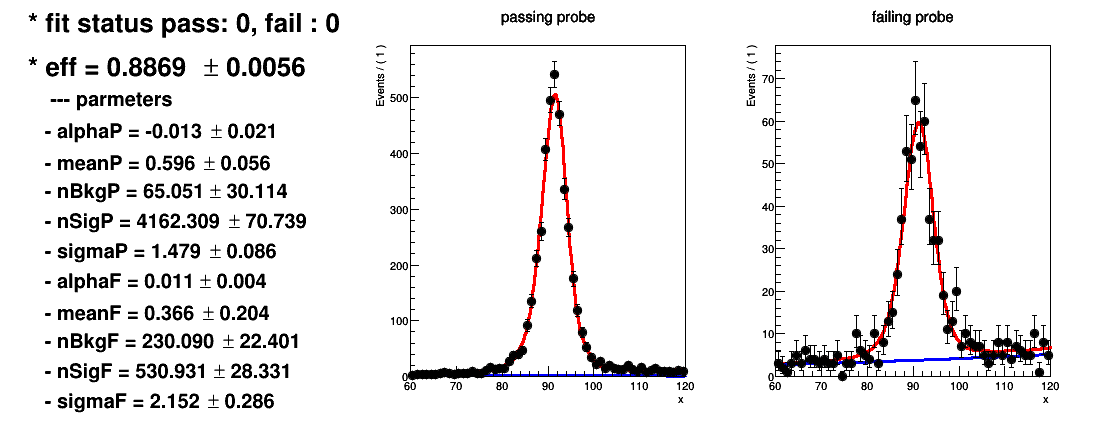 * fit status pass: 0, fail : 0
* eff = 0.8869 ± 0.0056
--- parmeters
- alphaP = -0.013 ± 0.021
- meanP = 0.596 ± 0.056
- nBkgP = 65.051 ± 30.114
- nSigP = 4162.309 ± 70.739
- sigmaP = 1.479 ± 0.086
- alphaF = 0.011 ± 0.004
- meanF = 0.366 ± 0.204
- nBkgF = 230.090 ± 22.401
- nSigF = 530.931 ± 28.331
- sigmaF = 2.152 ± 0.286
passing probe
Events / ( 1 )
500
400
300
200
100
0
60 70 80 90 100 110 120
x
failing probe
Events / ( 1 )
70
60
50
40
30
20
10
0
60 70 80 90 100 110 120
x